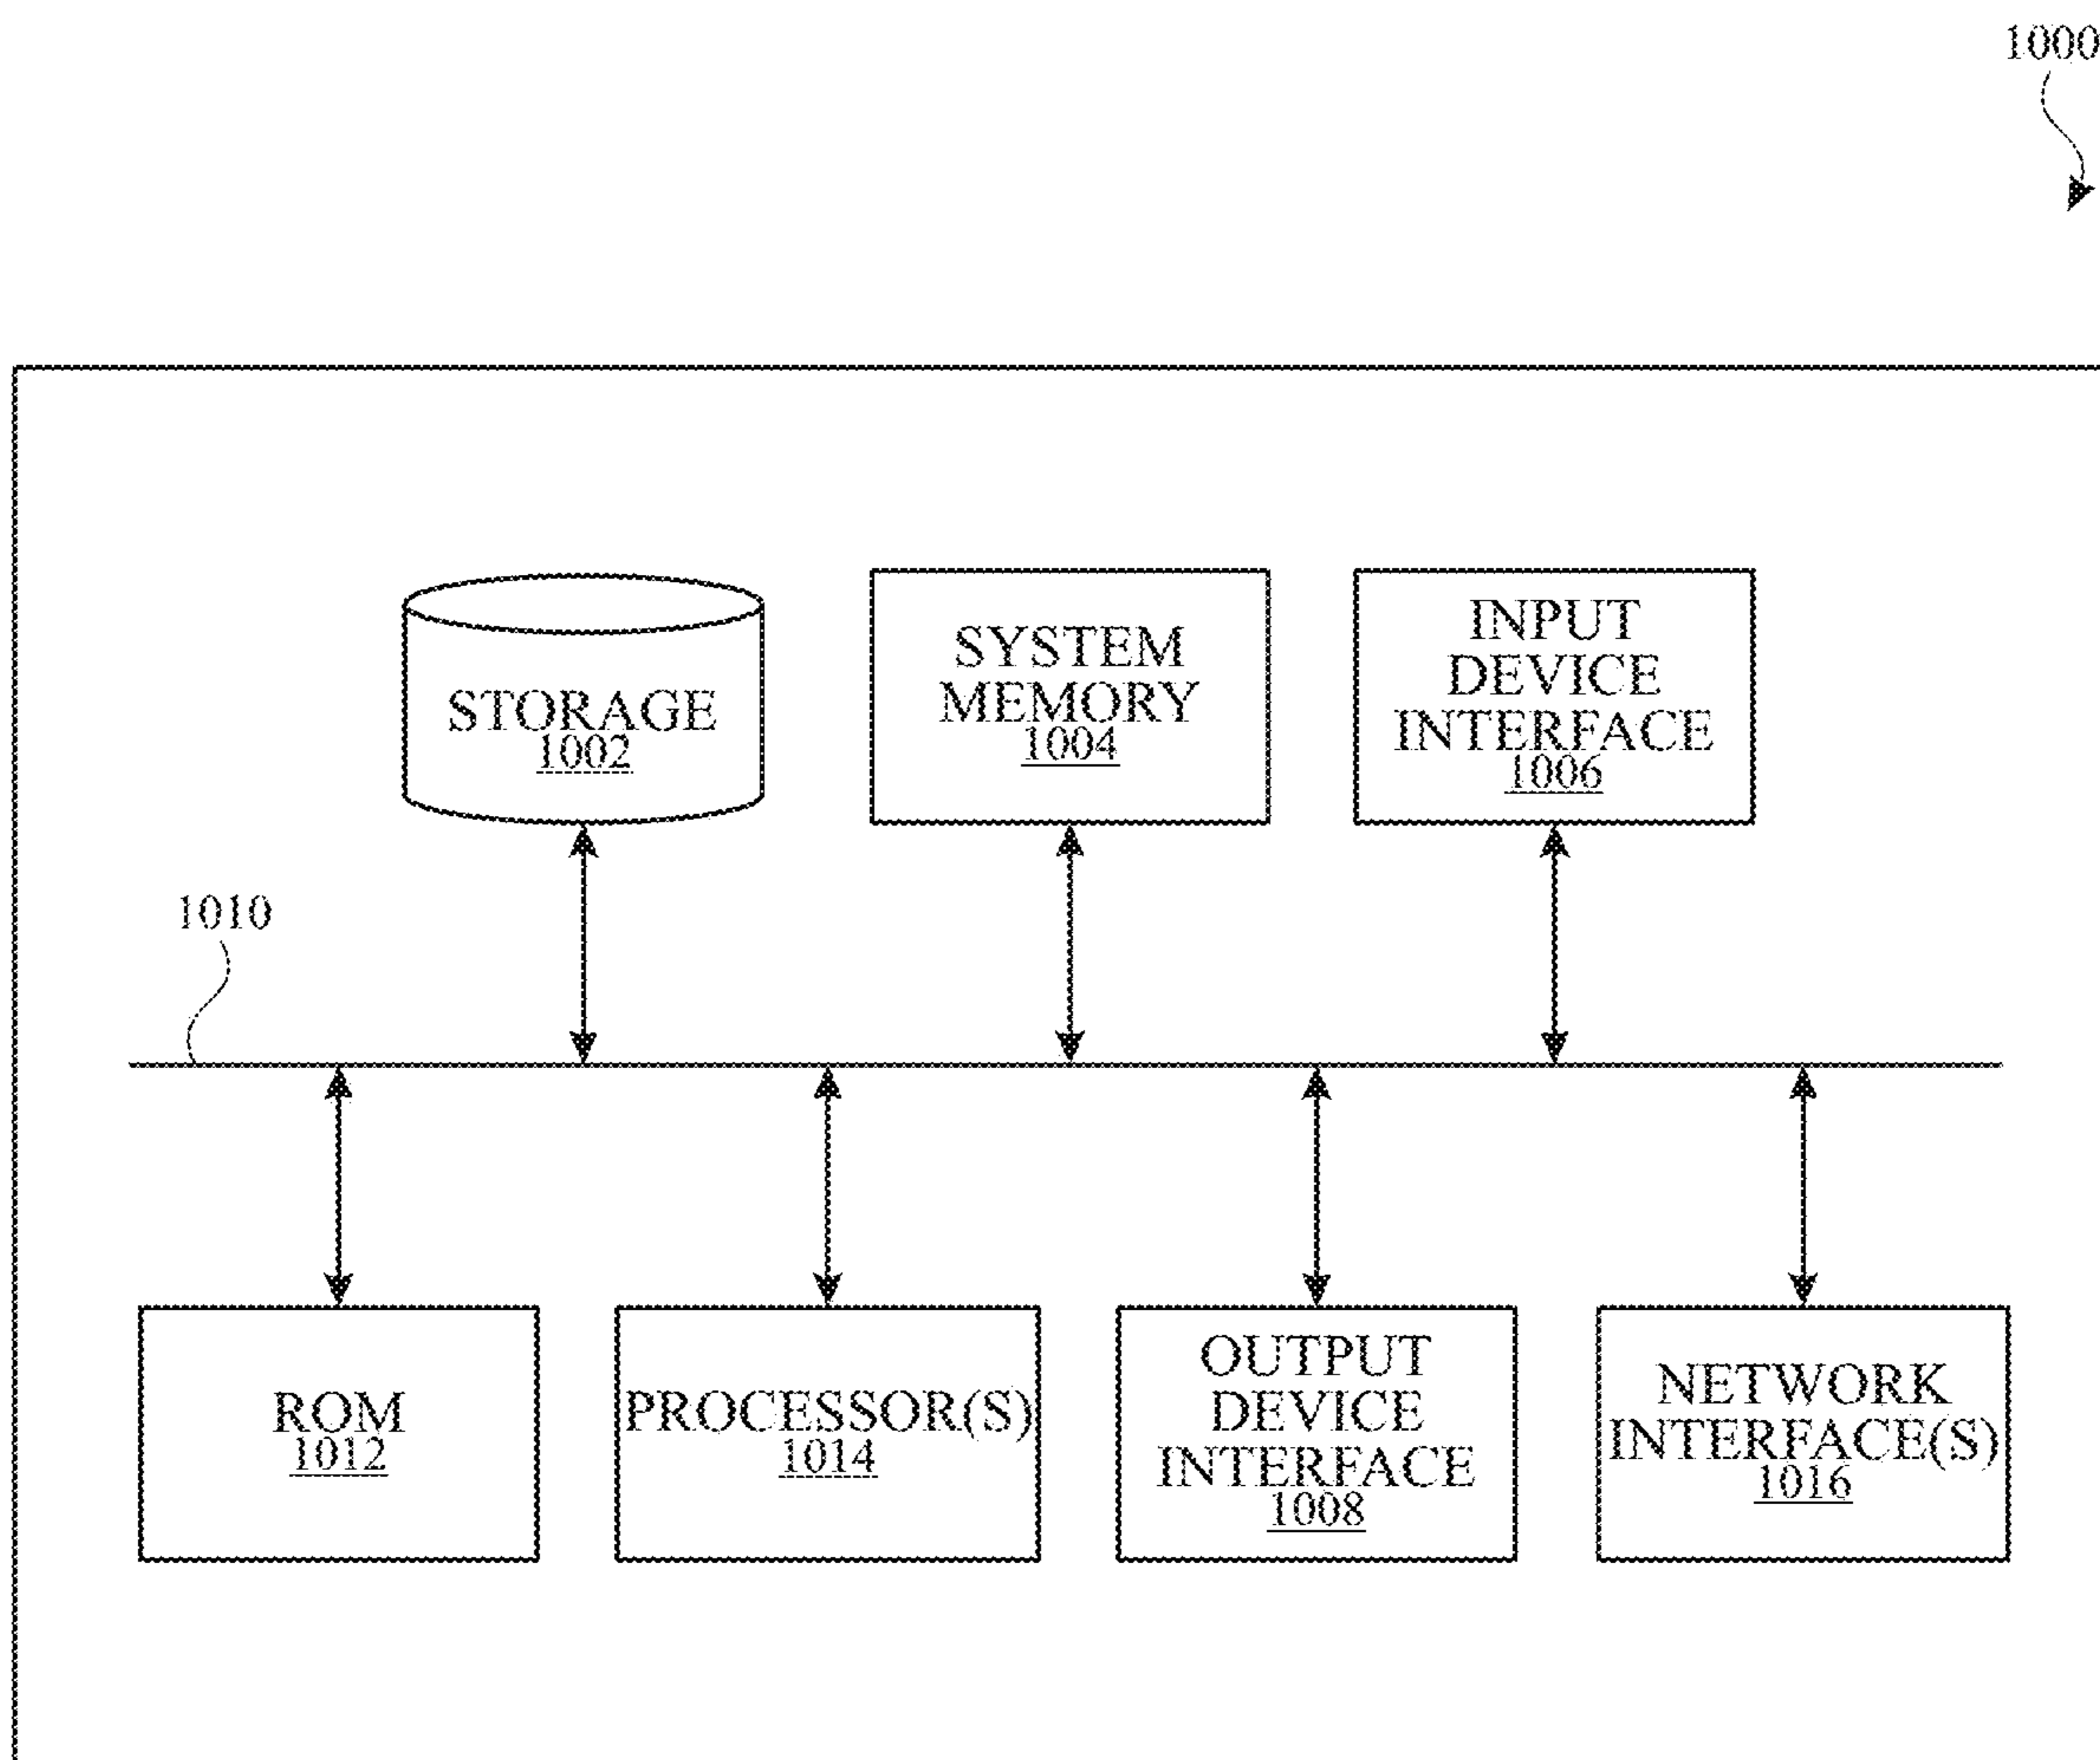 1000
STORAGE
1002
SYSTEM
MEMORY
1004
INPUT
DEVICE
INTERFACE
1006
1010
ROM
1012
PROCESSOR(S)
1014
OUTPUT
DEVICE
INTERFACE
1008
NETWORK
INTERFACE(S)
1016